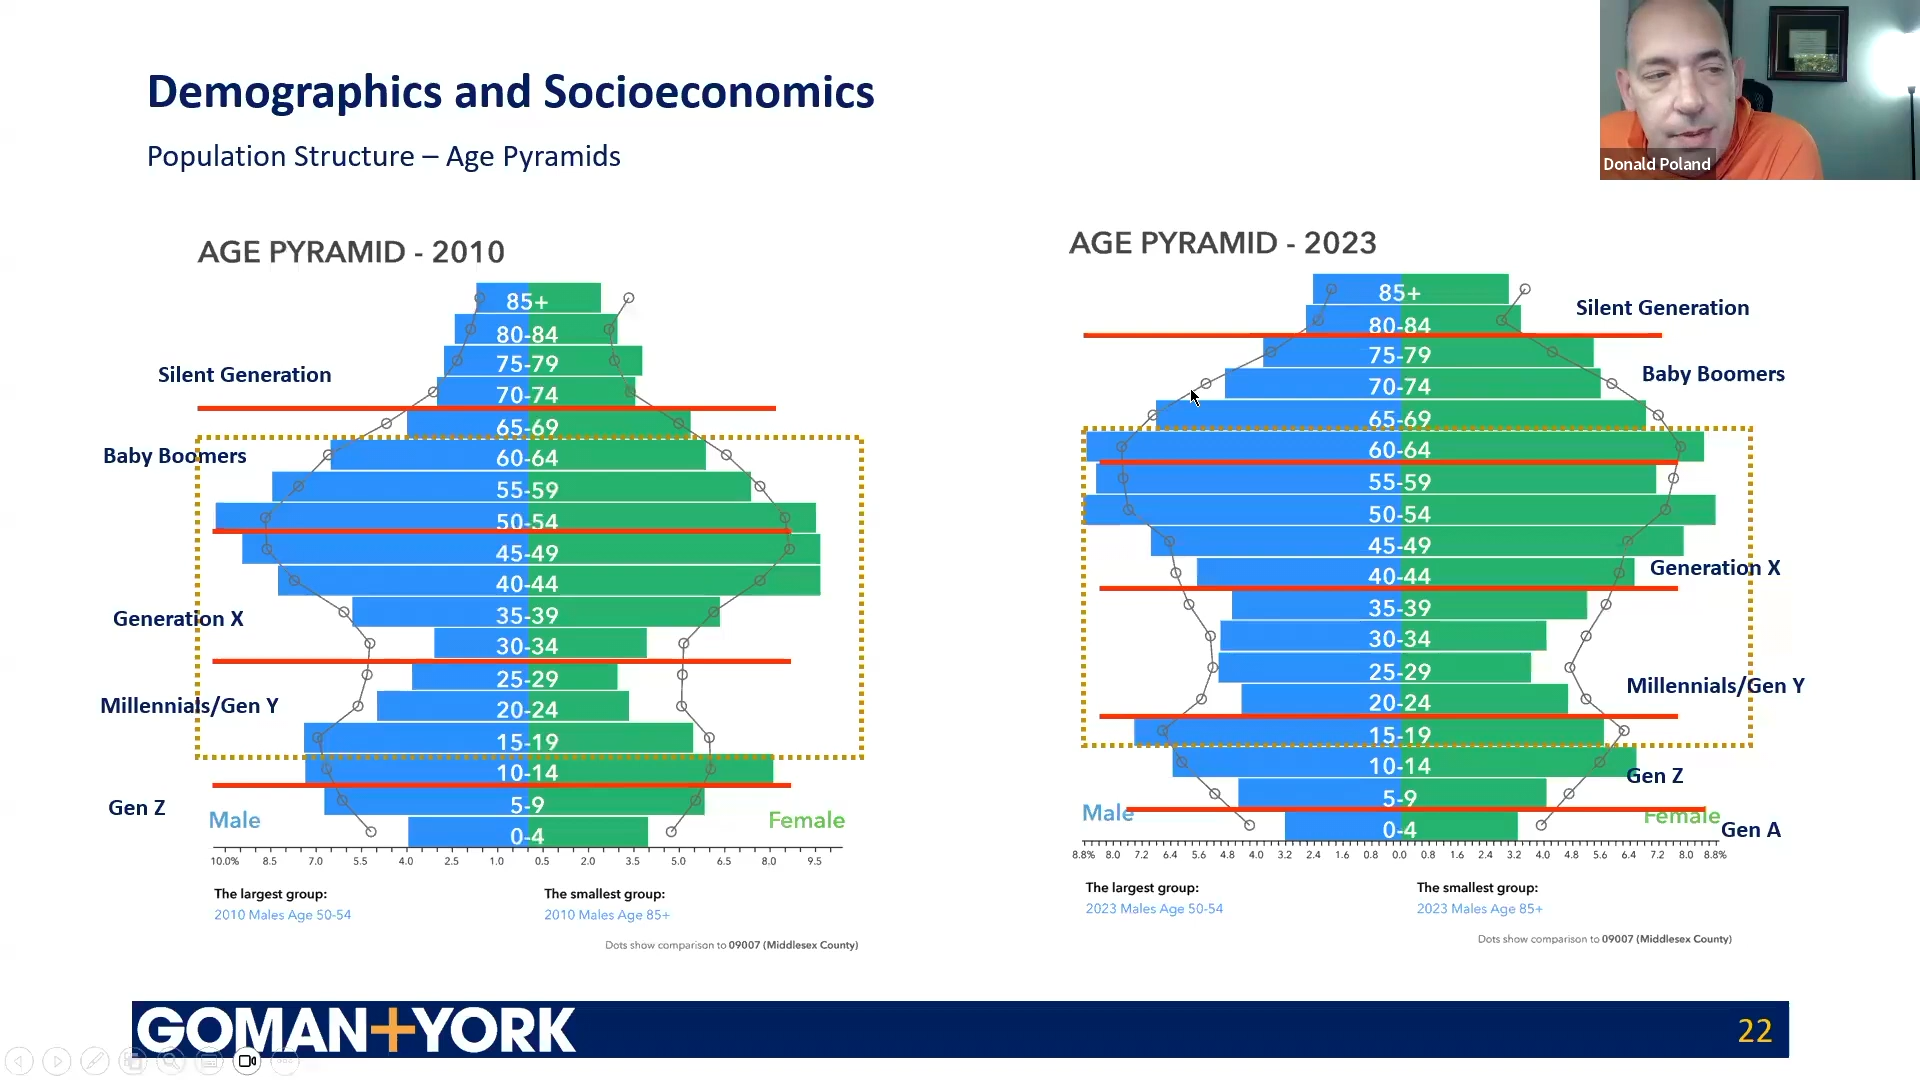 Donald Poland
Demographics and Socioeconomics
Population Structure – Age Pyramids
AGE PYRAMID - 2010
85+
80-84
75-79
70-74
65-69
60-64
55-59
50-54
45-49
40-44
35-39
30-34
25-29
20-24
15-19
10-14
5-9
0-4
Silent Generation
Baby Boomers
Generation X
Millennials/Gen Y
Gen Z
Male
Female
10.0% 8.5 7.0 5.5 4.0 2.5 1.0 0.5 2.0 3.5 5.0 6.5 8.0 9.5
The largest group:
2010 Males Age 50-54
The smallest group:
2010 Males Age 85+
Dots show comparison to 09007 (Middlesex County)
AGE PYRAMID - 2023
85+
80-84
75-79
70-74
65-69
60-64
55-59
50-54
45-49
40-44
35-39
30-34
25-29
20-24
15-19
10-14
5-9
0-4
Silent Generation
Baby Boomers
Generation X
Millennials/Gen Y
Gen Z
Gen A
Male
Female
8.8% 8.0 7.2 6.4 5.6 4.8 4.0 3.2 2.4 1.6 0.8 0.0 0.8 1.6 2.4 3.2 4.0 4.8 5.6 6.4 7.2 8.0 8.8%
The largest group:
2023 Males Age 50-54
The smallest group:
2023 Males Age 85+
Dots show comparison to 09007 (Middlesex County)
GOMAN+YORK
22